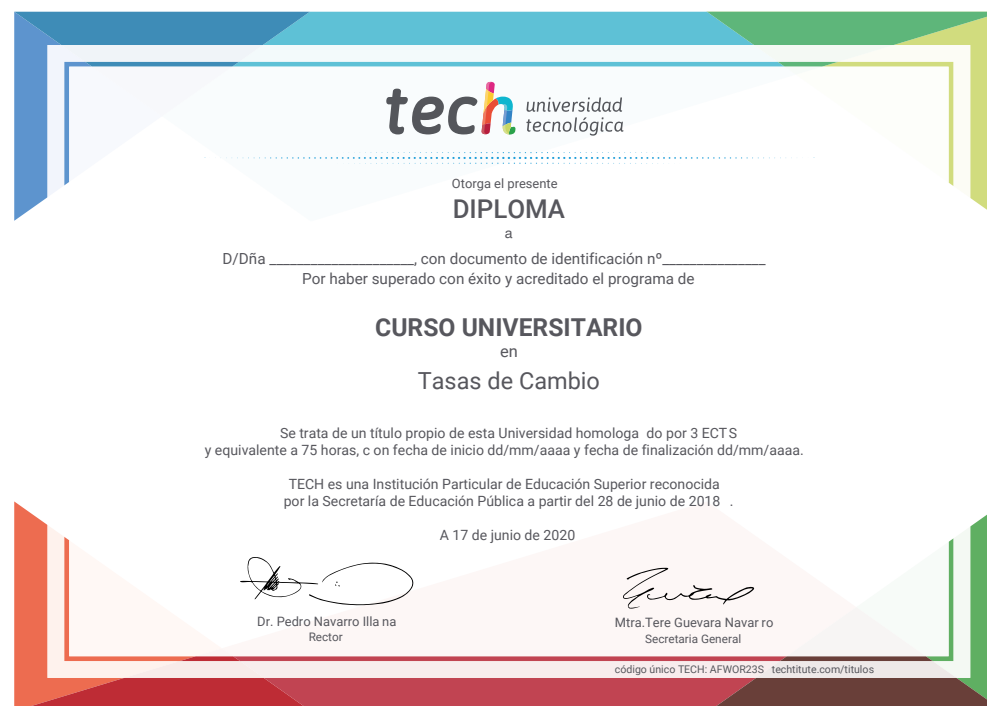 tech universidad
tecnológica
Otorga el presente
DIPLOMA
a
D/Dña ____________________, con documento de identificación nº______________
Por haber superado con éxito y acreditado el programa de
CURSO UNIVERSITARIO
en
Tasas de Cambio
Se trata de un título propio de esta Universidad homologa do por 3 ECTS
y equivalente a 75 horas, c on fecha de inicio dd/mm/aaaa y fecha de finalización dd/mm/aaaa.
TECH es una Institución Particular de Educación Superior reconocida
por la Secretaría de Educación Pública a partir del 28 de junio de 2018 .
A 17 de junio de 2020
Dr. Pedro Navarro Illa na
Rector
Mtra.Tere Guevara Navar ro
Secretaria General
código único TECH: AFWOR23S techtitute.com/titulos